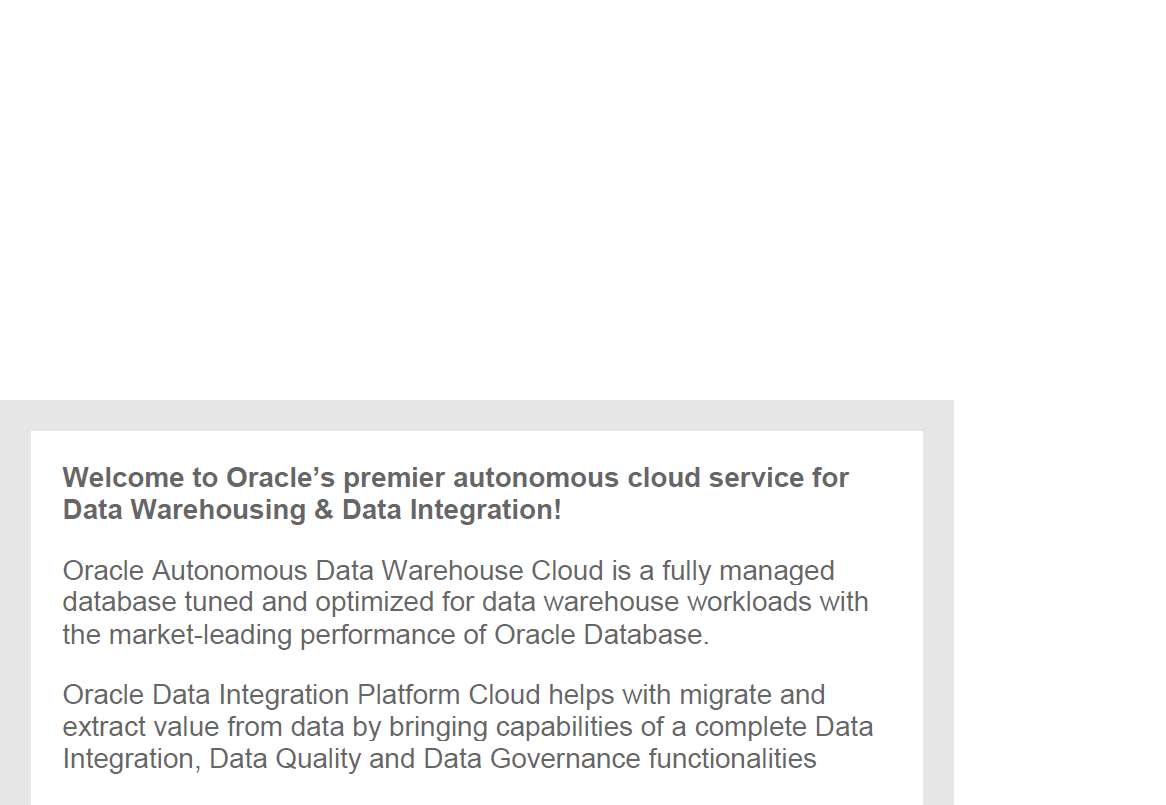 Welcome to Oracle’s premier autonomous cloud service for
Data Warehousing & Data Integration!
Oracle Autonomous Data Warehouse Cloud is a fully managed
database tuned and optimized for data warehouse workloads with
the market-leading performance of Oracle Database.
Oracle Data Integration Platform Cloud helps with migrate and
extract value from data by bringing capabilities of a complete Data
Integration, Data Quality and Data Governance functionalities